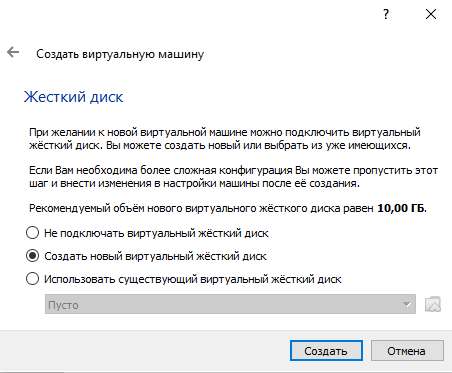 ?
Создать виртуальную машину
Жесткий диск
При желании к новой виртуальной машине можно подключить виртуальный
жёсткий диск. Вы можете создать новый или выбрать из уже имеющихся.
Если Вам необходима более сложная конфигурация Вы можете пропустить этот
шаг и внести изменения в настройки машины после её создания.
Рекомендуемый объём нового виртуального жёсткого диска равен 10,00 ГБ.
Не подключать виртуальный жёсткий диск
Создать новый виртуальный жёсткий диск
Использовать существующий виртуальный жёсткий диск
Пусто
Создать Отмена